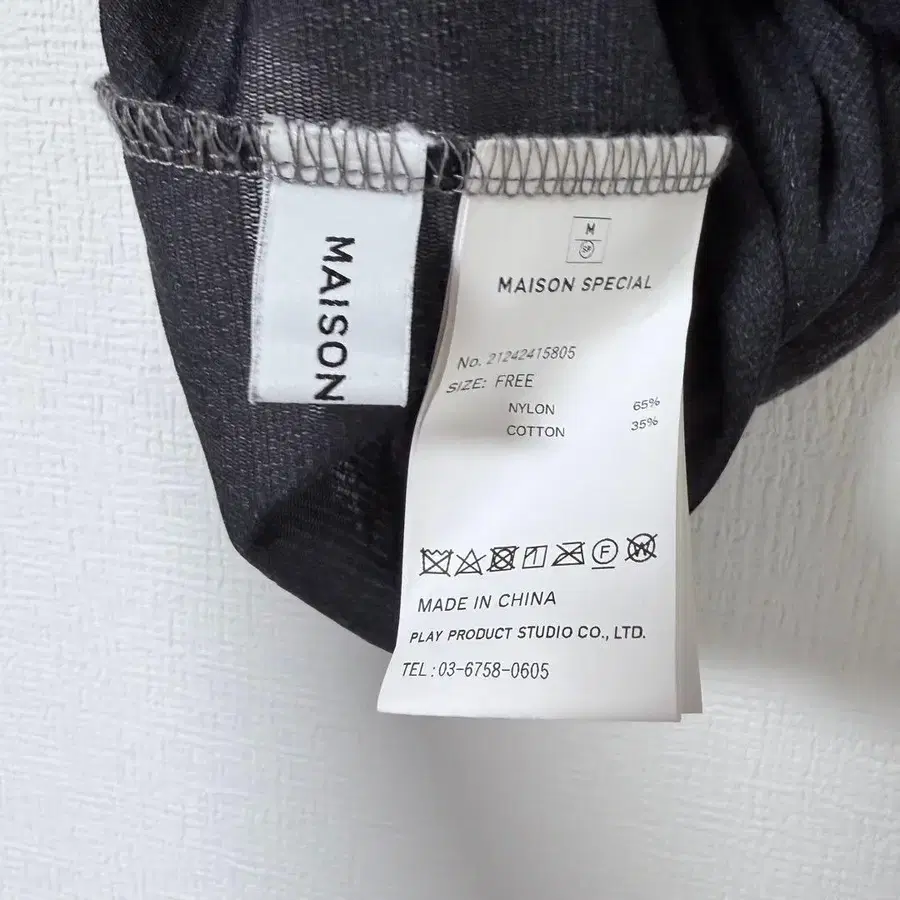 MAISON
M
SP
MAISON SPECIAL
No. 21242415805
SIZE: FREE
NYLON 65%
COTTON 35%
F W
MADE IN CHINA
PLAY PRODUCT STUDIO CO., LTD.
TEL:03-6758-0605